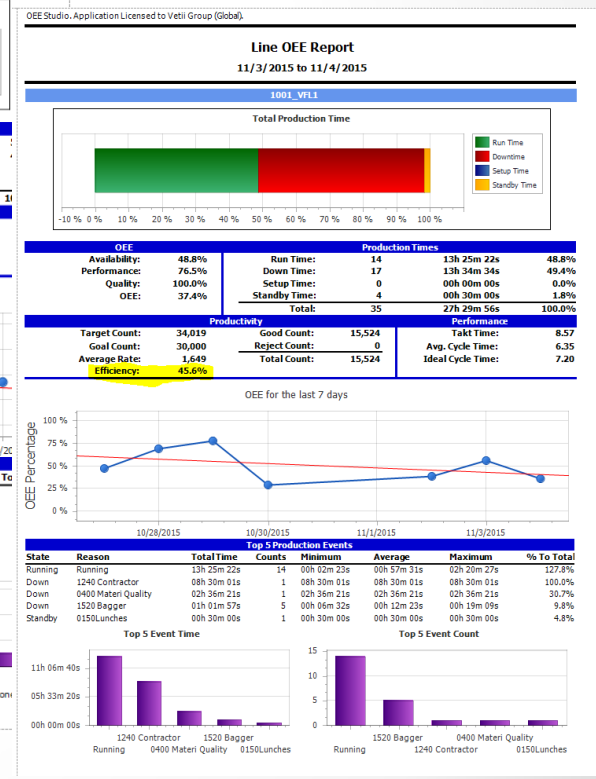 OEE Studio. Application Licensed to Vetii Group (Global).
Line OEE Report
11/3/2015 to 11/4/2015
1001_VFL1
Total Production Time
Run Time
Downtime
Setup Time
Standby Time
-10 % 0 % 10 % 20 % 30 % 40 % 50 % 60 % 70 % 80 % 90 % 100 %
OEE Production Times
Availability: 48.8% Run Time: 14 13h 25m 22s 48.8%
Performance: 76.5% Down Time: 17 13h 34m 34s 49.4%
Quality: 100.0% Setup Time: 0 00h 00m 00s 0.0%
OEE: 37.4% Standby Time: 4 00h 30m 00s 1.8%
Total: 35 27h 29m 56s 100.0%
Productivity Performance
Target Count: 34,019 Good Count: 15,524 Takt Time: 8.57
Goal Count: 30,000 Reject Count: 0 Avg. Cycle Time: 6.35
Average Rate: 1,649 Total Count: 15,524 Ideal Cycle Time: 7.20
Efficiency: 45.6%
OEE for the last 7 days
OEE Percentage
100 %
75 %
50 %
25 %
0 %
10/28/2015 10/30/2015 11/1/2015 11/3/2015
Top 5 Production Events
State Reason Total Time Counts Minimum Average Maximum % To Total
Running Running 13h 25m 22s 14 00h 02m 23s 00h 57m 31s 02h 20m 27s 127.8%
Down 1240 Contractor 08h 30m 01s 1 08h 30m 01s 08h 30m 01s 08h 30m 01s 100.0%
Down 0400 Materi Quality 02h 36m 21s 1 02h 36m 21s 02h 36m 21s 02h 36m 21s 30.7%
Down 1520 Bagger 01h 01m 57s 5 00h 06m 32s 00h 12m 23s 00h 19m 09s 9.8%
Standby 0150Lunches 00h 30m 00s 1 00h 30m 00s 00h 30m 00s 00h 30m 00s 4.8%
Top 5 Event Time
11h 06m 40s
05h 33m 20s
00h 00m 00s
1240 Contractor 1520 Bagger
Running 0400 Materi Quality 0150Lunches
Top 5 Event Count
15
10
5
0
1520 Bagger 0400 Materi Quality
Running 1240 Contractor 0150Lunches